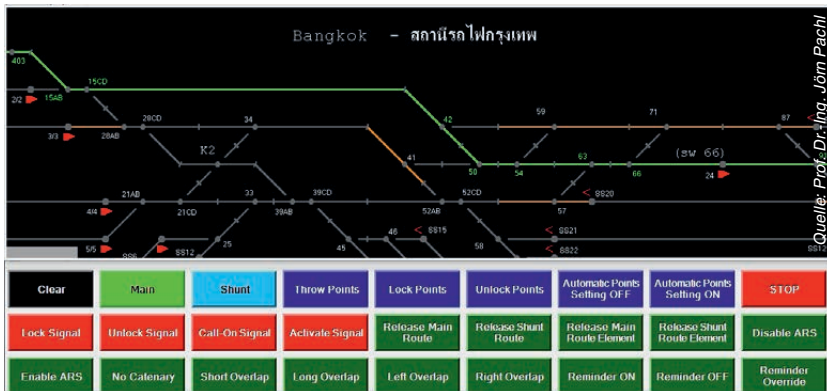 Bangkok - สถานีรถไฟกรุงเทพ
Quelle: Prof. Dr.-Ing. Jörn Pachl
403
15CD
2/2
15AB
42
59
71
87
29CD
34
3/3
28AB
K2
41
50
54
63
66
(sw 66)
24
21AB
33
39CD
52CD
SS20
4/4
21CD
39AB
52AB
57
5/5
SS6
SS12
25
45
46
SS15
58
SS21
SS22
SS12
Clear
Main
Shunt
Throw Points
Lock Points
Unlock Points
Automatic Points
Setting OFF
Automatic Points
Setting ON
STOP
Lock Signal
Unlock Signal
Call-On Signal
Activate Signal
Release Main
Route
Release Shunt
Route
Release Main
Route Element
Release Shunt
Route Element
Disable ARS
Enable ARS
No Catenary
Short Overlap
Long Overlap
Left Overlap
Right Overlap
Reminder ON
Reminder OFF
Reminder
Override